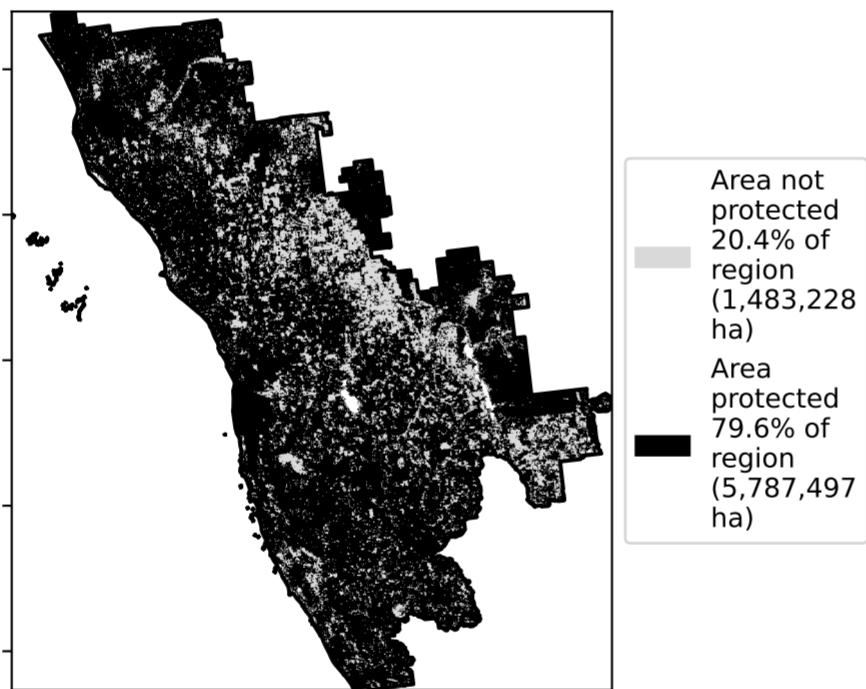 Area not
protected
20.4% of
region
(1,483,228
ha)
Area
protected
79.6% of
region
(5,787,497
ha)